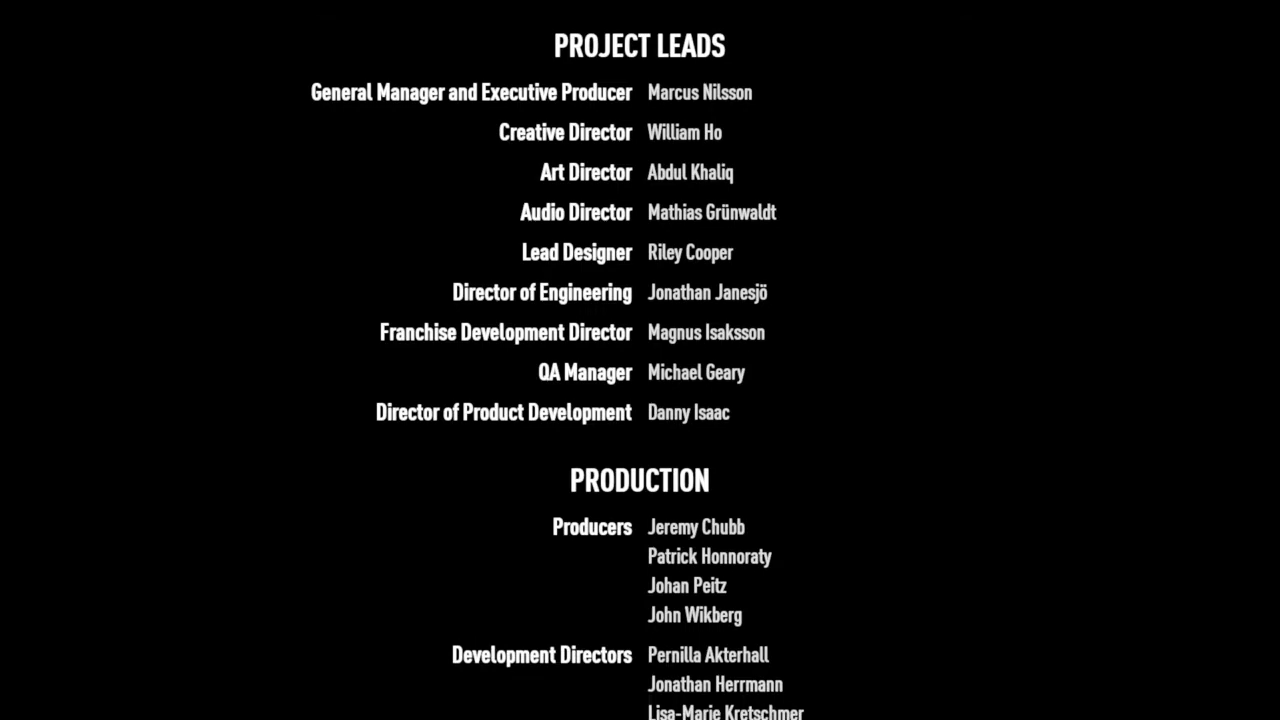 PROJECT LEADS
General Manager and Executive Producer Marcus Nilsson
Creative Director William Ho
Art Director Abdul Khaliq
Audio Director Mathias Grünwaldt
Lead Designer Riley Cooper
Director of Engineering Jonathan Janesjö
Franchise Development Director Magnus Isaksson
QA Manager Michael Geary
Director of Product Development Danny Isaac
PRODUCTION
Producers Jeremy Chubb
Patrick Honnoraty
Johan Peitz
John Wikberg
Development Directors Pernilla Akterhall
Jonathan Herrmann
Lisa-Marie Kretschmer